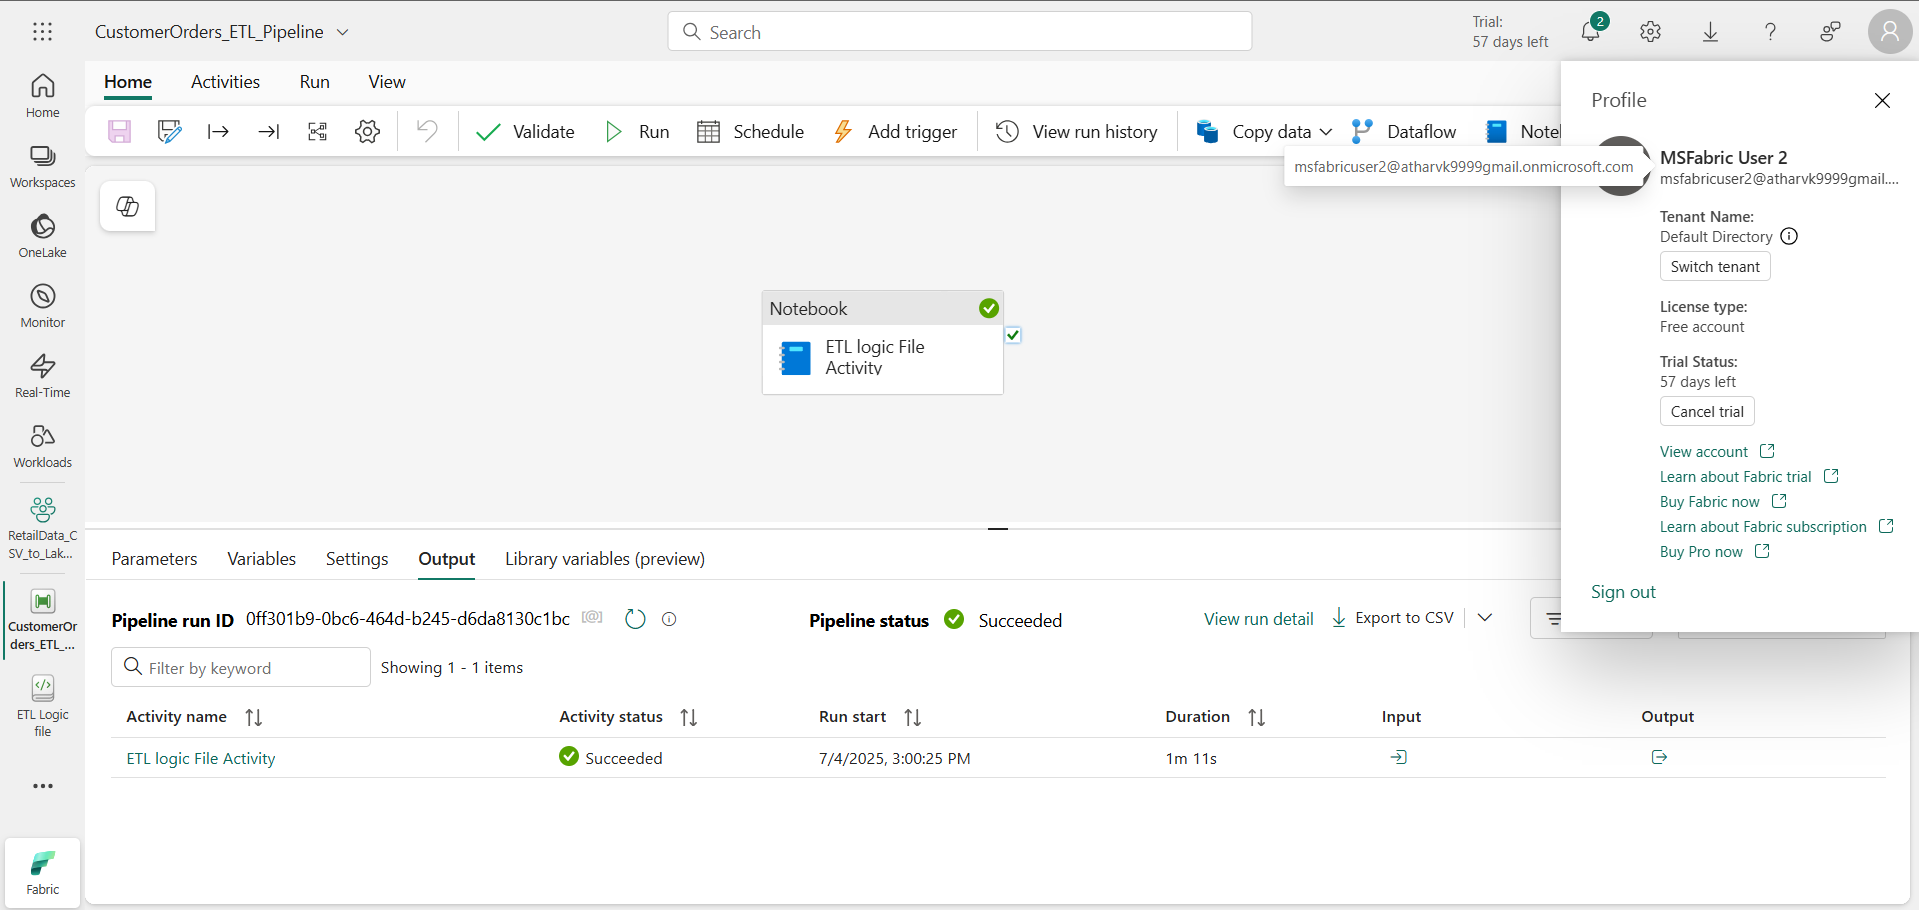 CustomerOrders_ETL_Pipeline
Search
Trial:
57 days left
2
Home
Activities
Run
View
Validate
Run
Schedule
Add trigger
View run history
Copy data
Dataflow
Home
Workspaces
OneLake
Monitor
Real-Time
Workloads
RetailData_C
SV_to_Lak...
CustomerOr
ders_ETL_...
ETL Logic
file
Fabric
Notebook
ETL logic File
Activity
Profile
msfabricuser2@atharvk9999gmail.onmicrosoft.com
MSFabric User 2
msfabricuser2@atharvk9999gmail....
Tenant Name:
Default Directory
Switch tenant
License type:
Free account
Trial Status:
57 days left
Cancel trial
View account
Learn about Fabric trial
Buy Fabric now
Learn about Fabric subscription
Buy Pro now
Sign out
Parameters
Variables
Settings
Output
Library variables (preview)
Pipeline run ID 0ff301b9-0bc6-464d-b245-d6da8130c1bc
Pipeline status Succeeded
View run detail
Export to CSV
Filter by keyword
Showing 1 - 1 items
Activity name Activity status Run start Duration Input Output
ETL logic File Activity Succeeded 7/4/2025, 3:00:25 PM 1m 11s